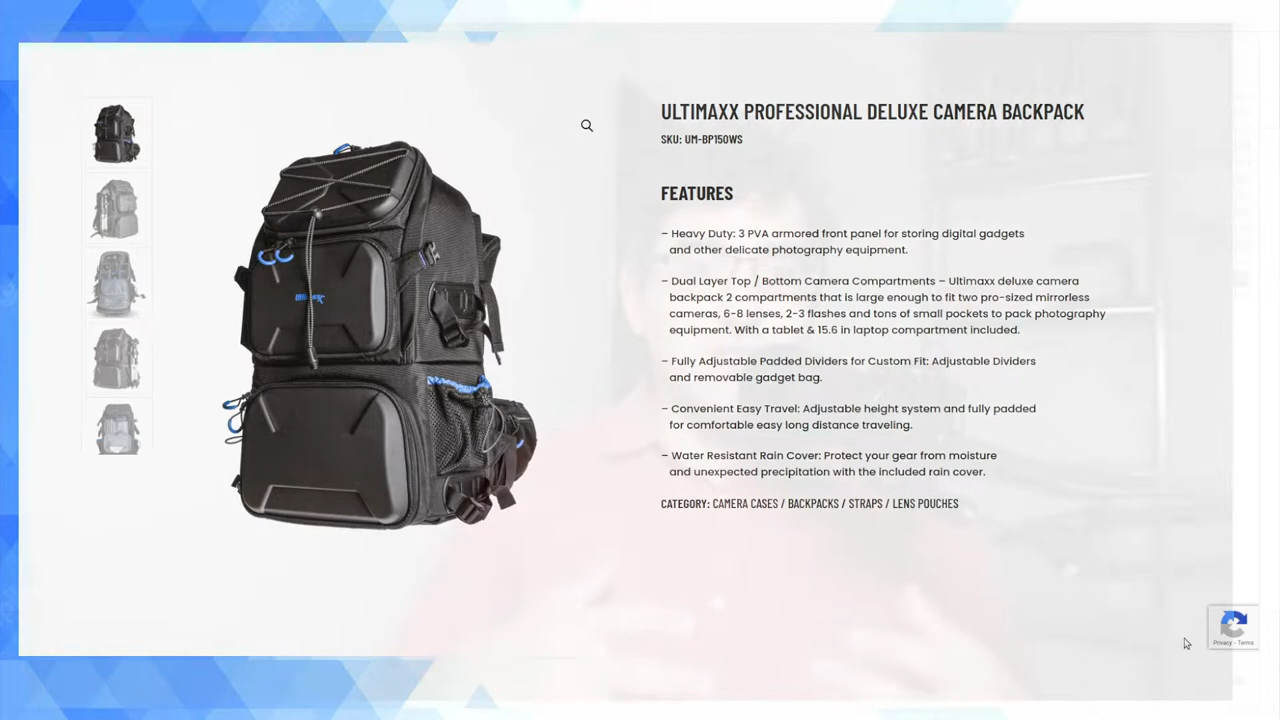 ULTIMAXX PROFESSIONAL DELUXE CAMERA BACKPACK
SKU: UM-BP150WS
FEATURES
– Heavy Duty: 3 PVA armored front panel for storing digital gadgets
and other delicate photography equipment.
– Dual Layer Top / Bottom Camera Compartments – Ultimaxx deluxe camera
backpack 2 compartments that is large enough to fit two pro-sized mirrorless
cameras, 6-8 lenses, 2-3 flashes and tons of small pockets to pack photography
equipment. With a tablet & 15.6 in laptop compartment included.
– Fully Adjustable Padded Dividers for Custom Fit: Adjustable Dividers
and removable gadget bag.
– Convenient Easy Travel: Adjustable height system and fully padded
for comfortable easy long distance traveling.
– Water Resistant Rain Cover: Protect your gear from moisture
and unexpected precipitation with the included rain cover.
CATEGORY: CAMERA CASES / BACKPACKS / STRAPS / LENS POUCHES
Privacy - Terms